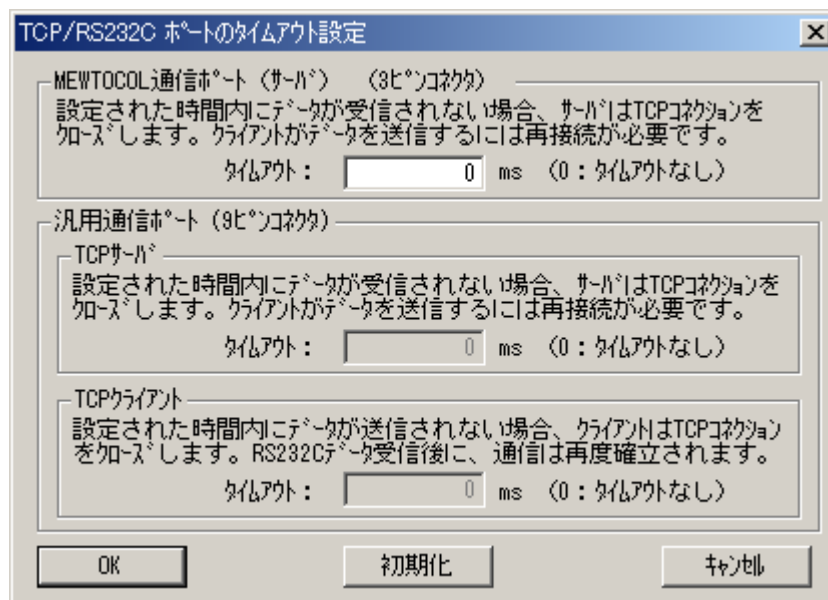 TCP/RS232C ﾎﾟｰﾄのﾀｲﾑｱｳﾄ設定
MEWTOCOL通信ﾎﾟｰﾄ (ｻｰﾊﾞ) (3ﾋﾟﾝｺﾈｸﾀ)
設定された時間内にﾃﾞｰﾀが受信されない場合、ｻｰﾊﾞはTCPｺﾈｸｼｮﾝを
ｸﾛｰｽﾞします。ｸﾗｲｱﾝﾄがﾃﾞｰﾀを送信するには再接続が必要です。
ﾀｲﾑｱｳﾄ： 0 ms (0：ﾀｲﾑｱｳﾄなし)
汎用通信ﾎﾟｰﾄ (9ﾋﾟﾝｺﾈｸﾀ)
TCPｻｰﾊﾞ
設定された時間内にﾃﾞｰﾀが受信されない場合、ｻｰﾊﾞはTCPｺﾈｸｼｮﾝを
ｸﾛｰｽﾞします。ｸﾗｲｱﾝﾄがﾃﾞｰﾀを送信するには再接続が必要です。
ﾀｲﾑｱｳﾄ： 0 ms (0：ﾀｲﾑｱｳﾄなし)
TCPｸﾗｲｱﾝﾄ
設定された時間内にﾃﾞｰﾀが送信されない場合、ｸﾗｲｱﾝﾄはTCPｺﾈｸｼｮﾝ
をｸﾛｰｽﾞします。RS232Cﾃﾞｰﾀ受信後に、通信は再度確立されます。
ﾀｲﾑｱｳﾄ： 0 ms (0：ﾀｲﾑｱｳﾄなし)
OK 初期化 ｷｬﾝｾﾙ